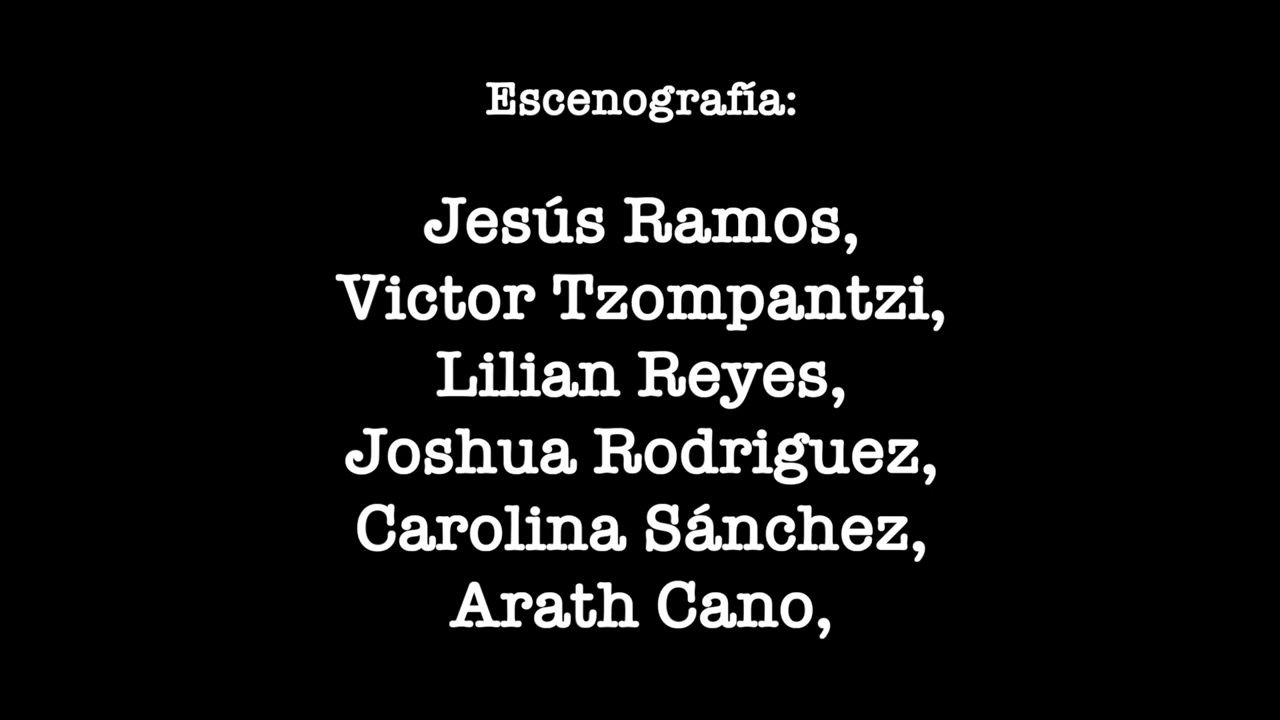 Escenografía:
Jesús Ramos,
Victor Tzompantzi,
Lilian Reyes,
Joshua Rodriguez,
Carolina Sánchez,
Arath Cano,